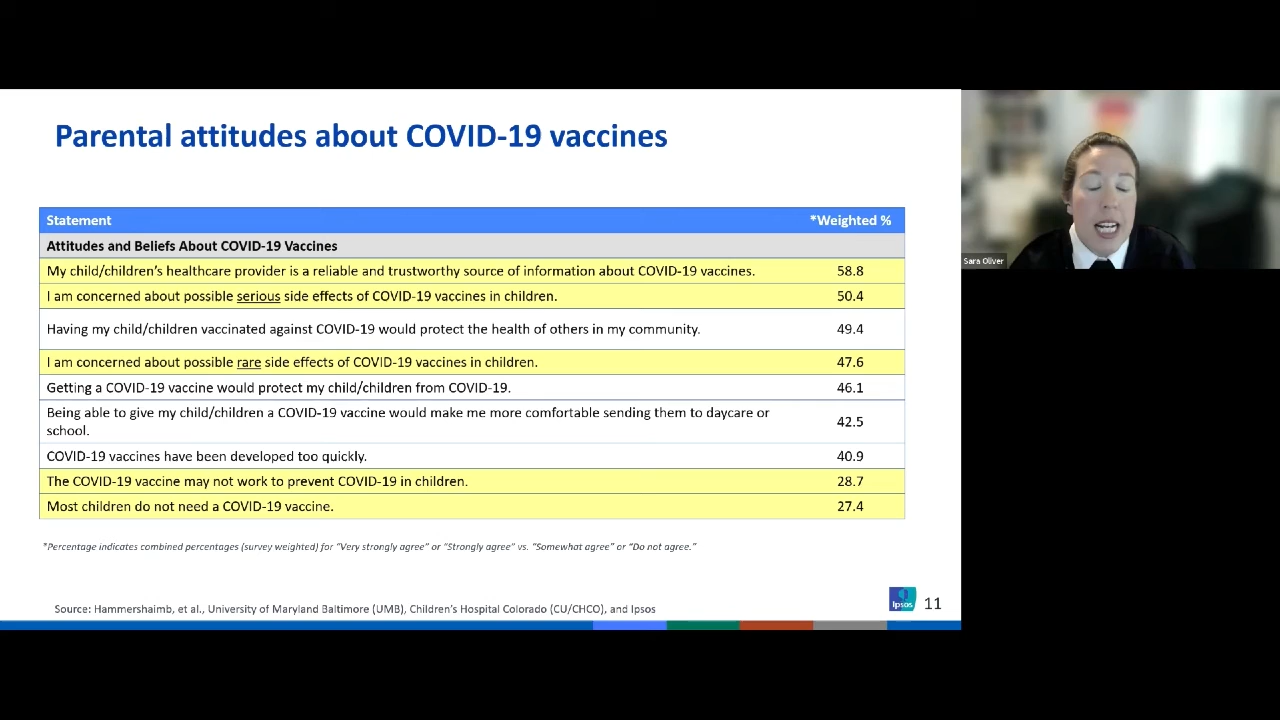 Parental attitudes about COVID-19 vaccines
Statement *Weighted %
Attitudes and Beliefs About COVID-19 Vaccines
My child/children's healthcare provider is a reliable and trustworthy source of information about COVID-19 vaccines. 58.8
I am concerned about possible serious side effects of COVID-19 vaccines in children. 50.4
Having my child/children vaccinated against COVID-19 would protect the health of others in my community. 49.4
I am concerned about possible rare side effects of COVID-19 vaccines in children. 47.6
Getting a COVID-19 vaccine would protect my child/children from COVID-19. 46.1
Being able to give my child/children a COVID-19 vaccine would make me more comfortable sending them to daycare or
school. 42.5
COVID-19 vaccines have been developed too quickly. 40.9
The COVID-19 vaccine may not work to prevent COVID-19 in children. 28.7
Most children do not need a COVID-19 vaccine. 27.4
*Percentage indicates combined percentages (survey weighted) for “Very strongly agree” or “Strongly agree” vs. “Somewhat agree” or “Do not agree.”
Source: Hammershaimb, et al., University of Maryland Baltimore (UMB), Children's Hospital Colorado (CU/CHCO), and Ipsos
Ipsos
11
Sara Oliver